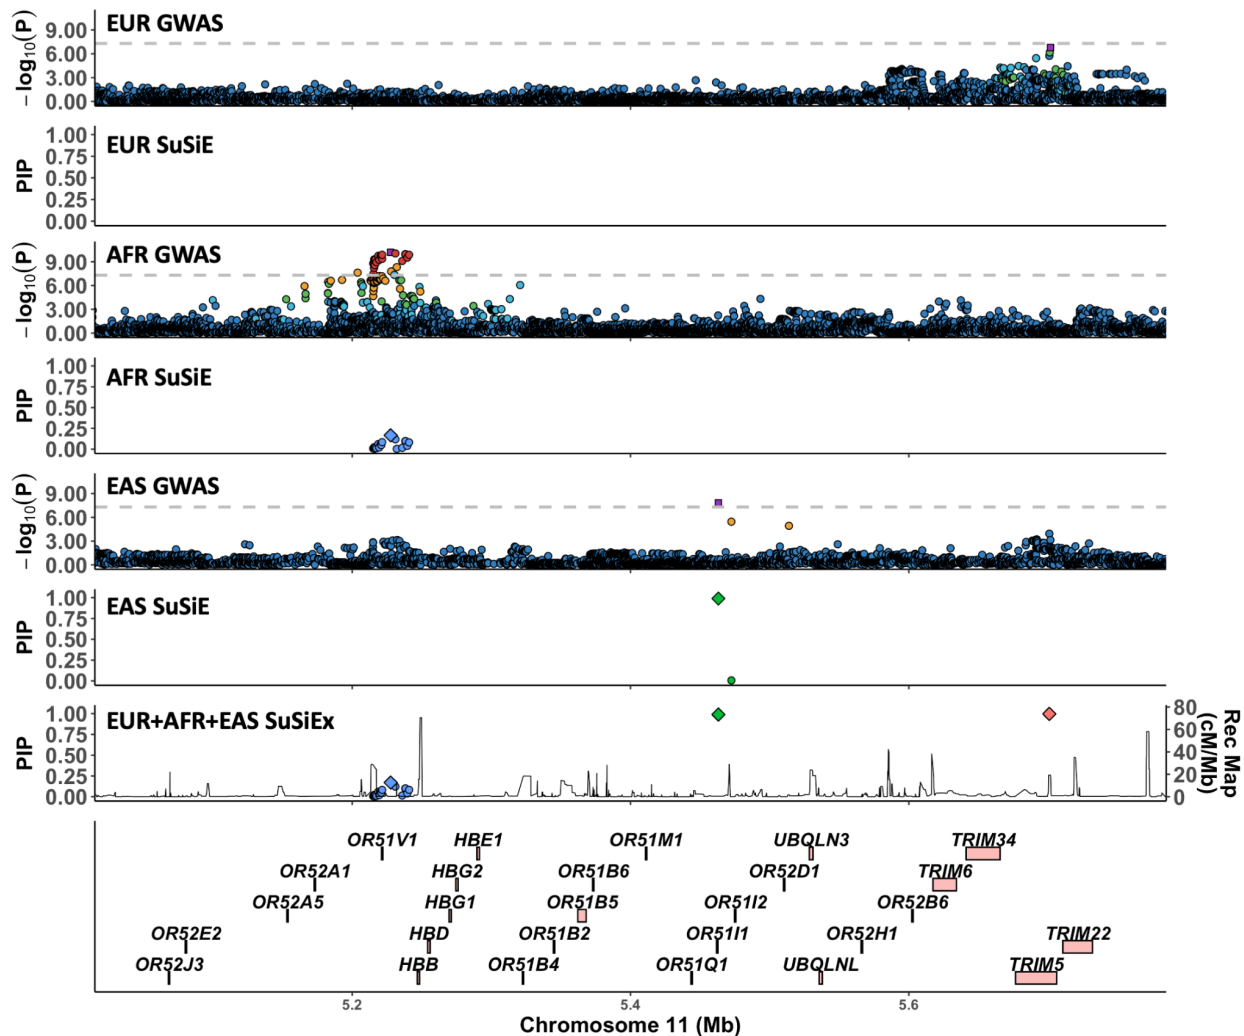 EUR GWAS
− log10(P)
9.00
6.00
3.00
0.00
EUR SuSiE
PIP
1.00
0.75
0.50
0.25
0.00
AFR GWAS
− log10(P)
9.00
6.00
3.00
0.00
AFR SuSiE
PIP
1.00
0.75
0.50
0.25
0.00
EAS GWAS
− log10(P)
9.00
6.00
3.00
0.00
EAS SuSiE
PIP
1.00
0.75
0.50
0.25
0.00
EUR+AFR+EAS SuSiEx
PIP
1.00
0.75
0.50
0.25
0.00
80
60
40
20
0
Rec Map
(cM/Mb)
OR51V1 HBE1 OR51M1 UBQLN3 TRIM34
OR52A1 HBG2 OR51B6 OR52D1 TRIM6
OR52A5 HBG1 OR51B5 OR51I2 OR52B6
OR52E2 HBD OR51B2 OR51I1 OR52H1 TRIM22
OR52J3 HBB OR51B4 OR51Q1 UBQLNL TRIM5
5.2 5.4 5.6
Chromosome 11 (Mb)